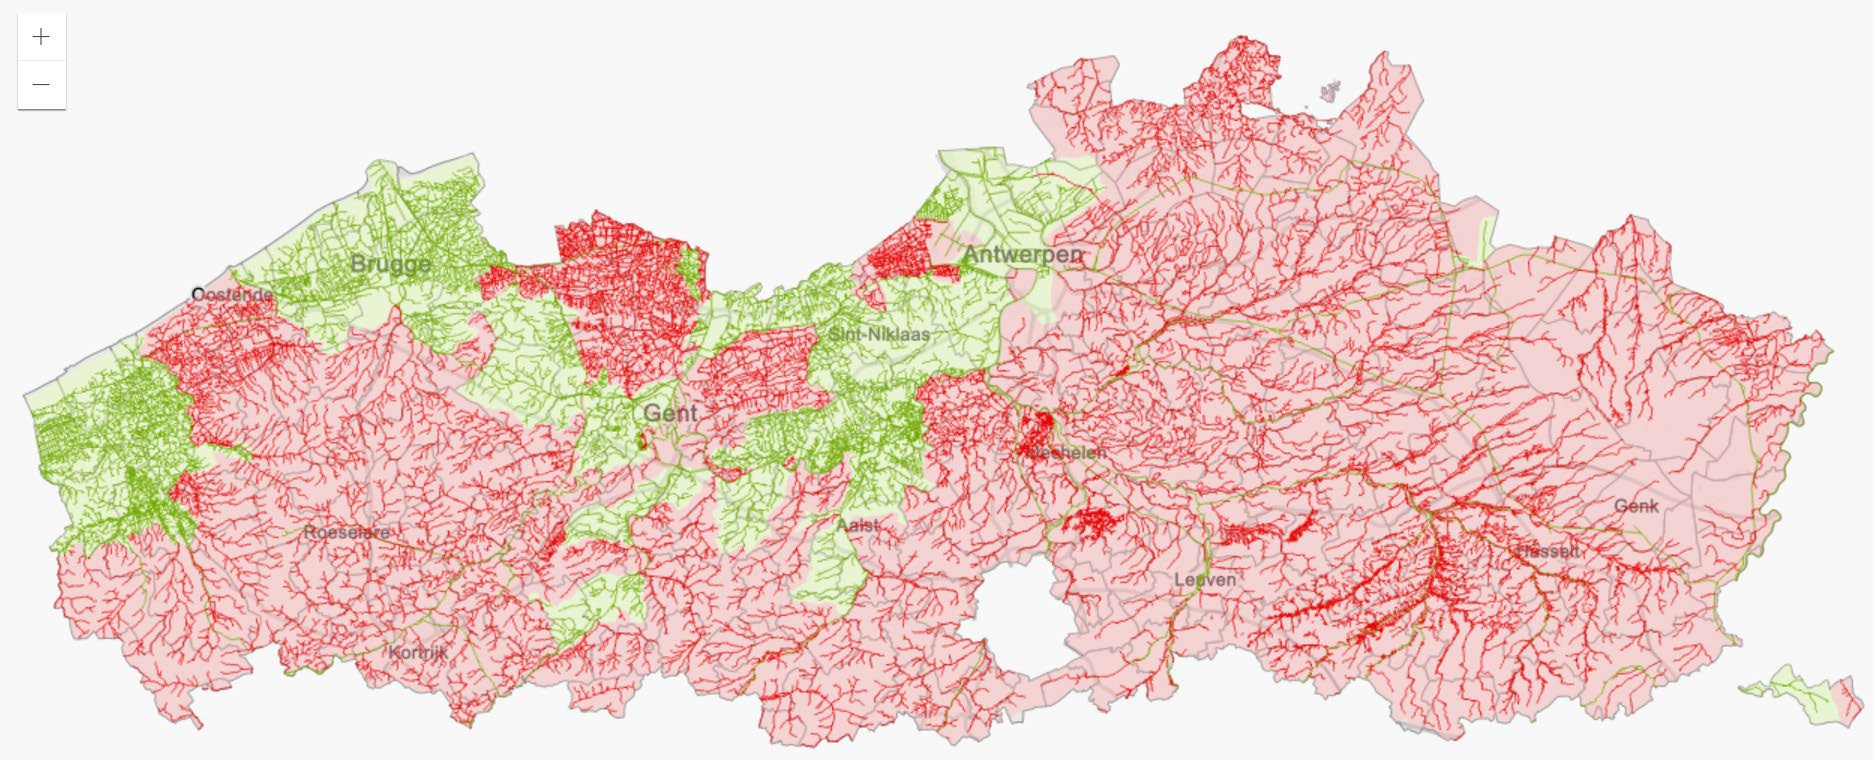 +
−
Brugge
Oostende
Antwerpen
Sint-Niklaas
Gent
Mechelen
Roeselare
Aalst
Genk
Hasselt
Leuven
Kortrijk